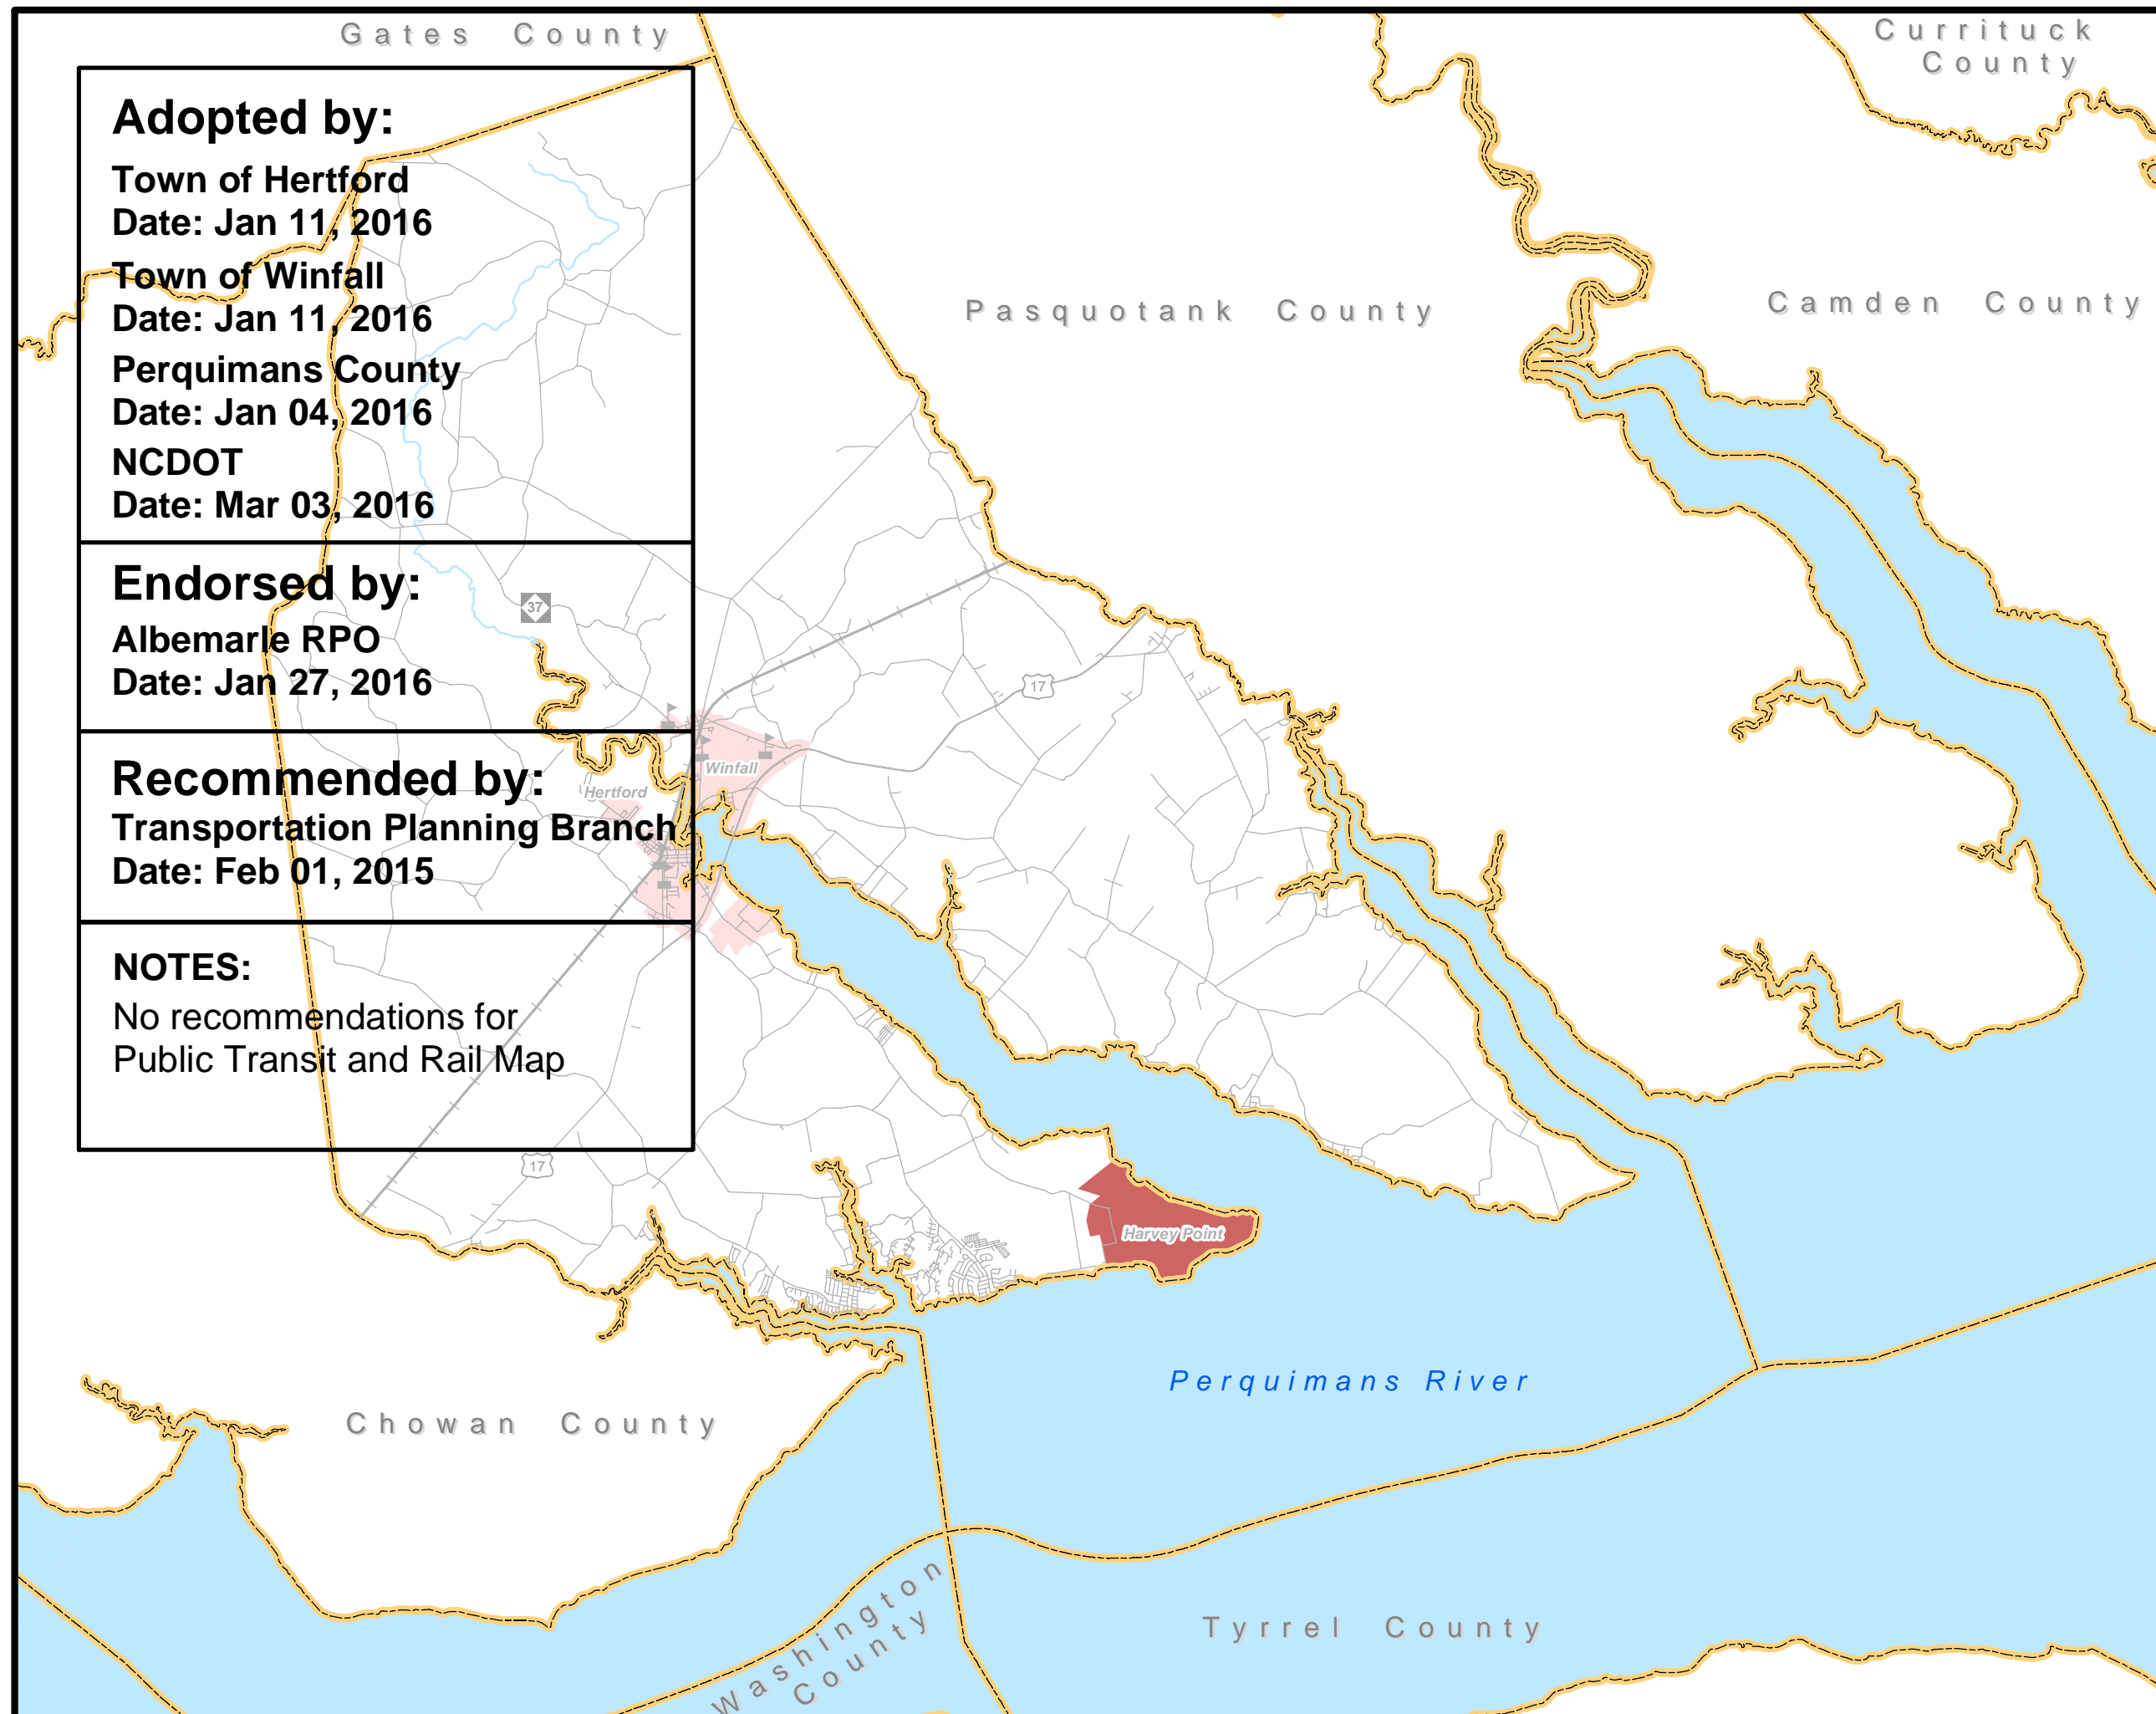 Gates County
Currituck
County
Adopted by:
Town of Hertford
Date: Jan 11, 2016
Town of Winfall
Date: Jan 11, 2016
Perquimans County
Date: Jan 04, 2016
NCDOT
Date: Mar 03, 2016
Endorsed by:
Albemarle RPO
Date: Jan 27, 2016
Recommended by:
Transportation Planning Branch
Date: Feb 01, 2015
NOTES:
No recommendations for
Public Transit and Rail Map
Pasquotank County
Camden County
37
17
Winfall
Hertford
17
Harvey Point
Perquimans River
Chowan County
Washington
County
Tyrrel County